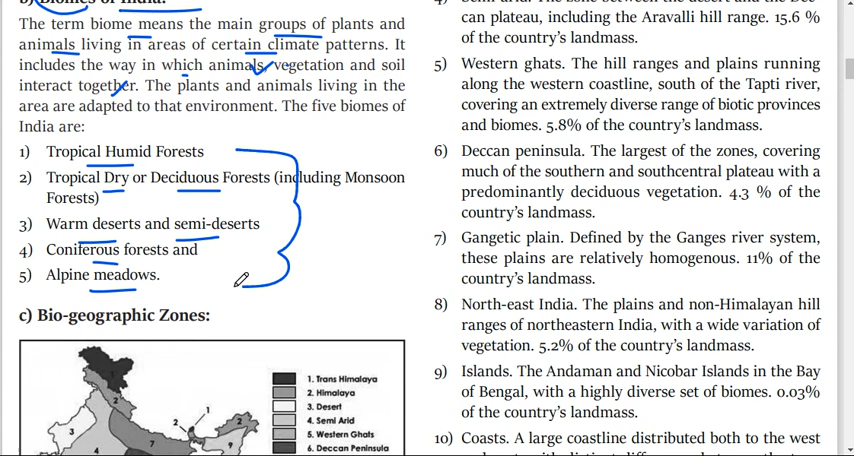 b) Biomes of India:
The term biome means the main groups of plants and
animals living in areas of certain climate patterns. It
includes the way in which animals, vegetation and soil
interact together. The plants and animals living in the
area are adapted to that environment. The five biomes of
India are:
1) Tropical Humid Forests
2) Tropical Dry or Deciduous Forests (including Monsoon
Forests)
3) Warm deserts and semi-deserts
4) Coniferous forests and
5) Alpine meadows.
c) Bio-geographic Zones:
1. Trans Himalaya
2. Himalaya
3. Desert
4. Semi Arid
5. Western Ghats
6. Deccan Peninsula
2
1
2
2
3
7
9
4
can plateau, including the Aravalli hill range. 15.6 %
of the country's landmass.
5) Western ghats. The hill ranges and plains running
along the western coastline, south of the Tapti river,
covering an extremely diverse range of biotic provinces
and biomes. 5.8% of the country's landmass.
6) Deccan peninsula. The largest of the zones, covering
much of the southern and southcentral plateau with a
predominantly deciduous vegetation. 4.3 % of the
country's landmass.
7) Gangetic plain. Defined by the Ganges river system,
these plains are relatively homogenous. 11% of the
country's landmass.
8) North-east India. The plains and non-Himalayan hill
ranges of northeastern India, with a wide variation of
vegetation. 5.2% of the country's landmass.
9) Islands. The Andaman and Nicobar Islands in the Bay
of Bengal, with a highly diverse set of biomes. 0.03%
of the country's landmass.
10) Coasts. A large coastline distributed both to the west